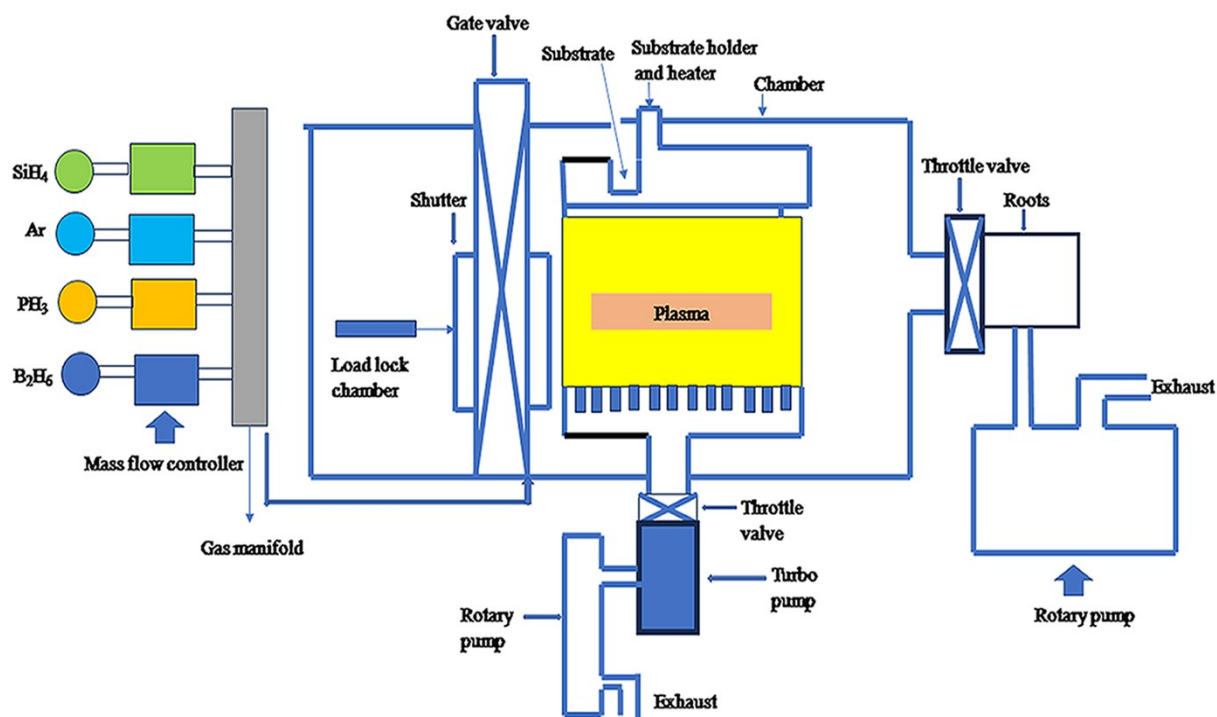 Gate valve
Substrate
Substrate holder
and heater
Chamber
Throttle valve
Roots
SiH₄
Ar
PH₃
B₂H₆
Shutter
Plasma
Load lock
chamber
Mass flow controller
Gas manifold
Exhaust
Throttle
valve
Turbo
pump
Rotary
pump
Rotary pump
Exhaust